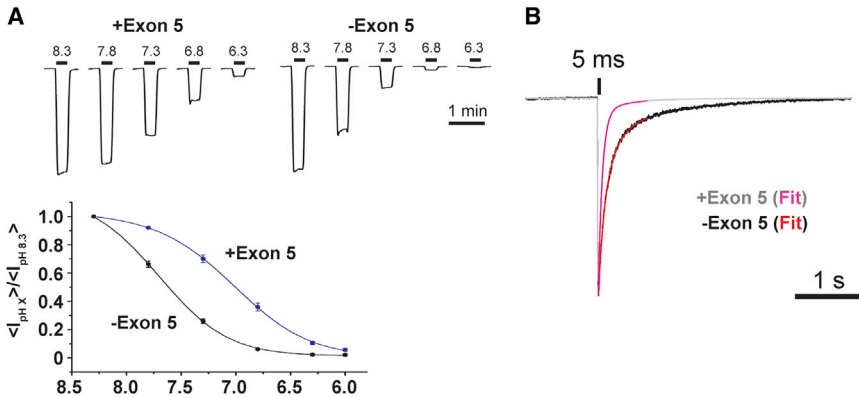 A
+Exon 5
-Exon 5
8.3 7.8 7.3 6.8 6.3
8.3 7.8 7.3 6.8 6.3
1 min
<I pH X>/<I pH 8.3>
1.0
0.8
0.6
0.4
0.2
0
+Exon 5
-Exon 5
8.5 8.0 7.5 7.0 6.5 6.0
B
5 ms
+Exon 5 (Fit)
-Exon 5 (Fit)
1 s